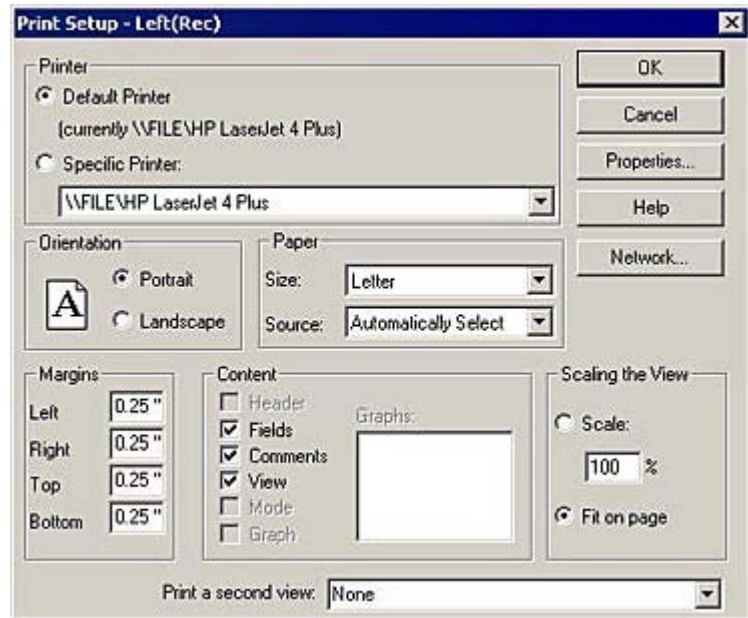 Print Setup - Left(Rec)
Printer
Default Printer
(currently \\FILE\HP LaserJet 4 Plus)
Specific Printer:
\\FILE\HP LaserJet 4 Plus
OK
Cancel
Properties...
Help
Network...
Orientation
A
Portrait
Landscape
Paper
Size: Letter
Source: Automatically Select
Margins
Left 0.25 "
Right 0.25 "
Top 0.25 "
Bottom 0.25 "
Content
Header
Fields
Comments
View
Mode
Graph
Graphs:
Scaling the View
Scale:
100 %
Fit on page
Print a second view: None